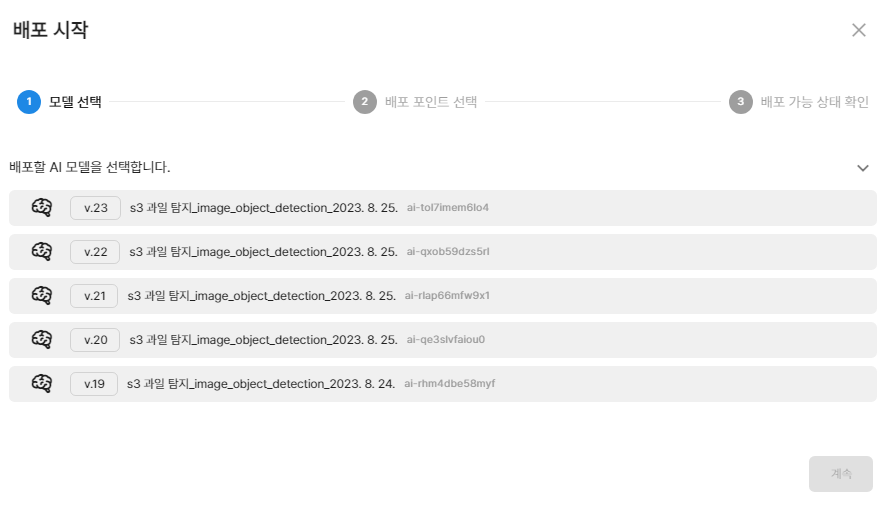 배포 시작
1 모델 선택 2 배포 포인트 선택 3 배포 가능 상태 확인
배포할 AI 모델을 선택합니다.
v.23 s3 과일 탐지_image_object_detection_2023. 8. 25. ai-tol7imem6lo4
v.22 s3 과일 탐지_image_object_detection_2023. 8. 25. ai-qxob59dzs5rl
v.21 s3 과일 탐지_image_object_detection_2023. 8. 25. ai-rlap66mfw9x1
v.20 s3 과일 탐지_image_object_detection_2023. 8. 25. ai-qe3slvfaiou0
v.19 s3 과일 탐지_image_object_detection_2023. 8. 24. ai-rhm4dbe58myf
계속